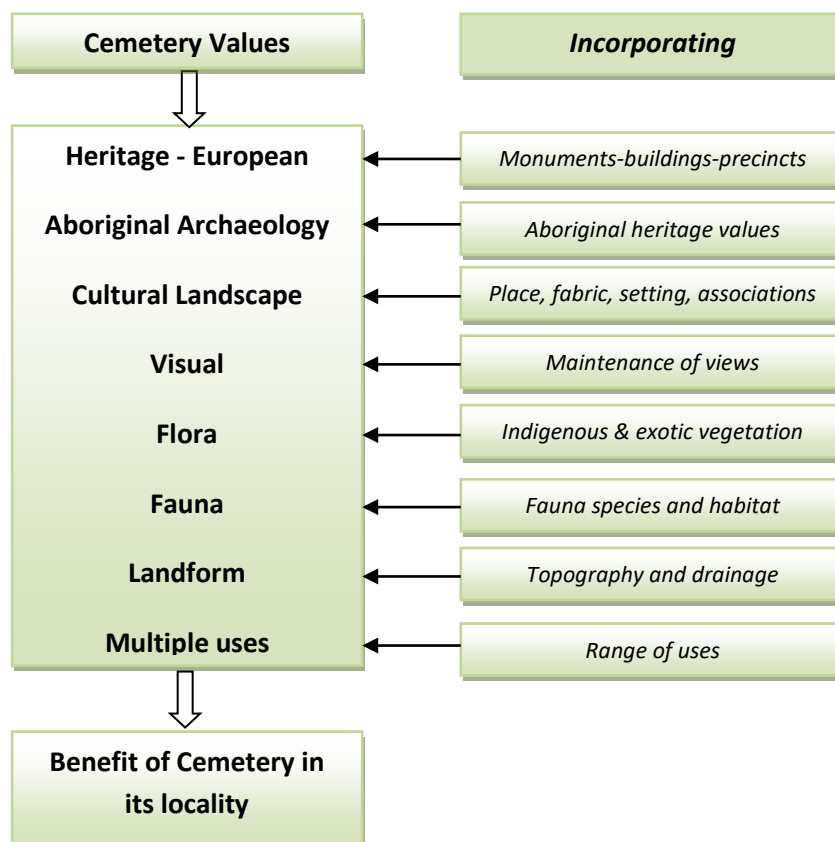 Cemetery Values
Incorporating
Heritage - European
Monuments-buildings-precincts
Aboriginal Archaeology
Aboriginal heritage values
Cultural Landscape
Place, fabric, setting, associations
Visual
Maintenance of views
Flora
Indigenous & exotic vegetation
Fauna
Fauna species and habitat
Landform
Topography and drainage
Multiple uses
Range of uses
Benefit of Cemetery in
its locality